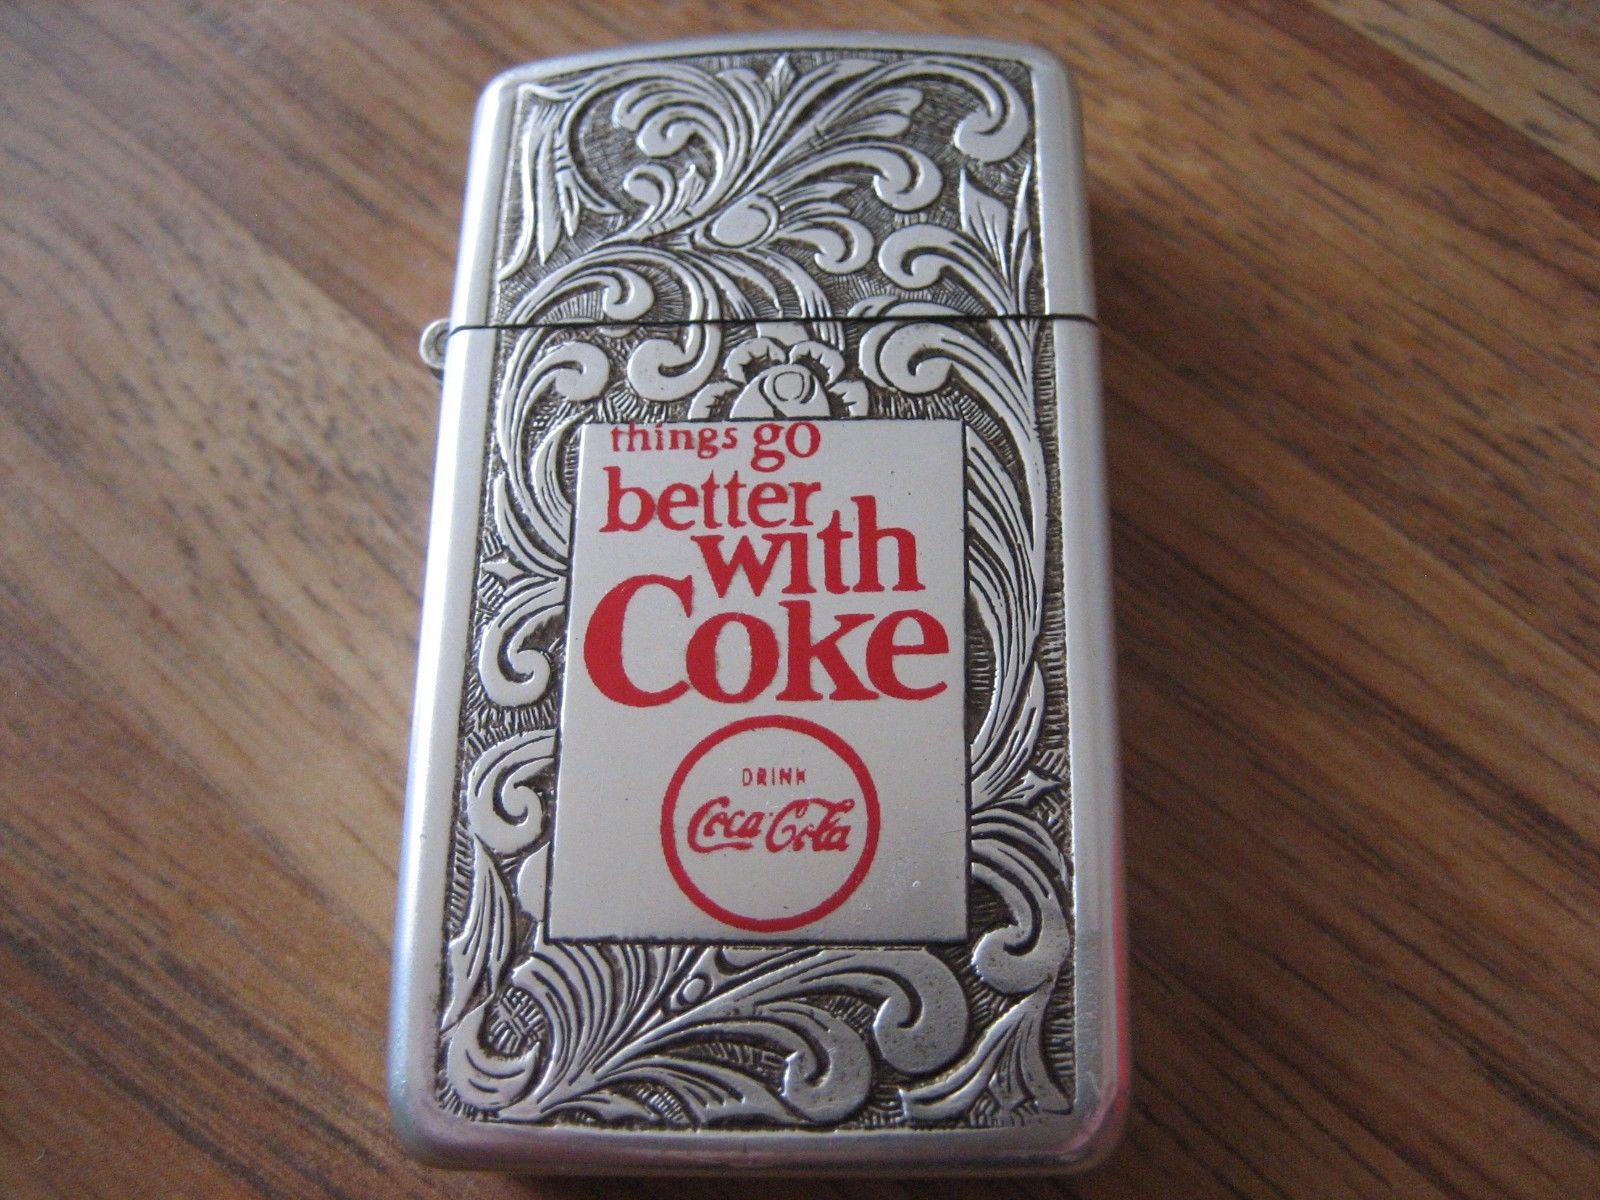 things go
better
with
Coke
DRINK
Coca-Cola